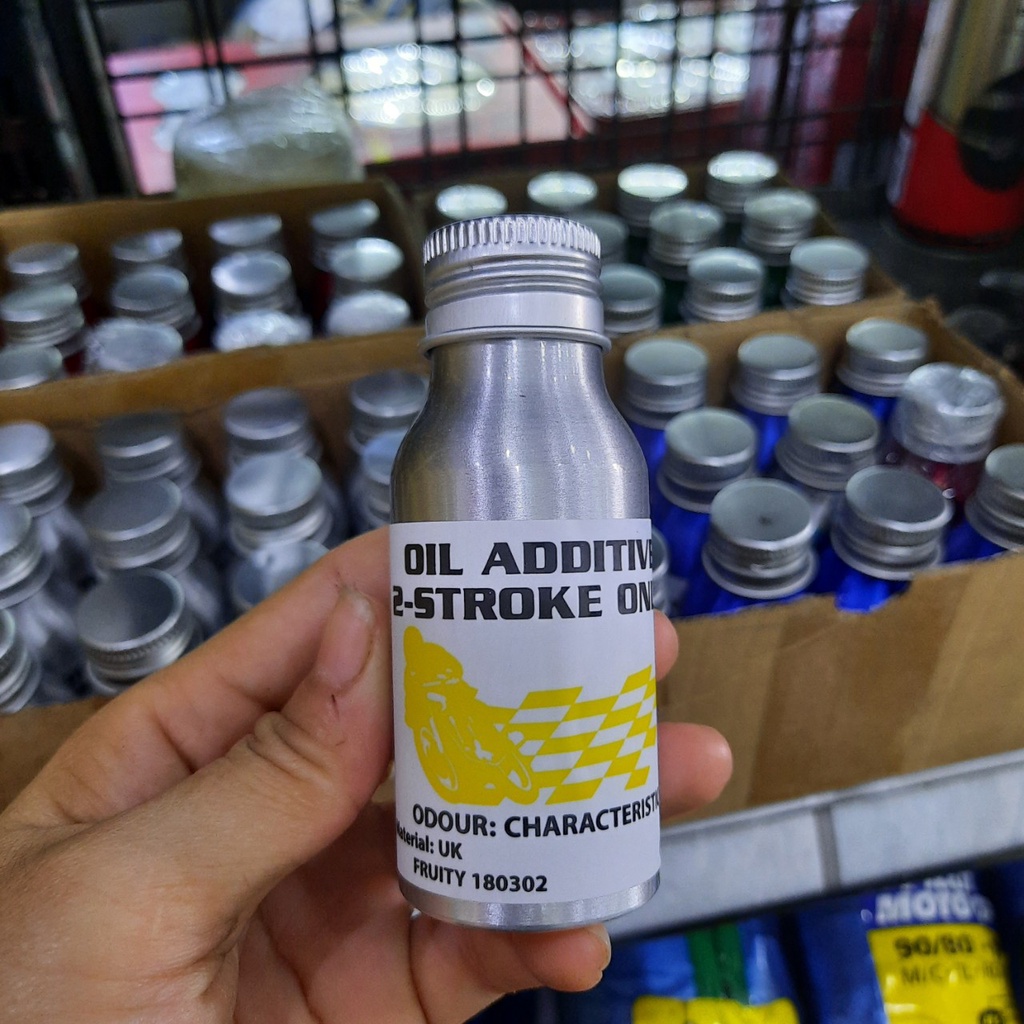 OIL ADDITIVE
2-STROKE ON
ODOUR: CHARACTERISTI
Material: UK
FRUITY 180302
MOTO
90/80